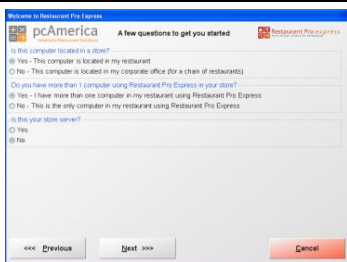 Welcome to Restaurant Pro Express
pcAmerica
A few questions to get you started
Restaurant Pro express
Is this computer located in a store?
Yes - This computer is located in my restaurant
No - This computer is located in my corporate office (for a chain of restaurants)
Do you have more than 1 computer using Restaurant Pro Express in your store?
Yes - I have more than one computer in my restaurant using Restaurant Pro Express
No - This is the only computer in my restaurant using Restaurant Pro Express
Is this your store server?
Yes
No
<<< Previous
Next >>>
Cancel